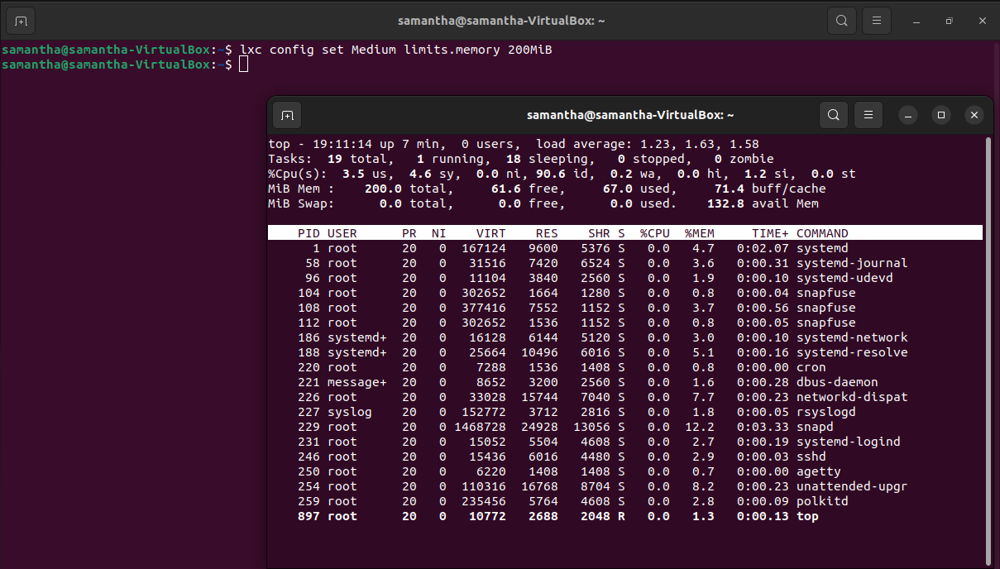 samantha@samantha-VirtualBox: ~
samantha@samantha-VirtualBox:~$ lxc config set Medium limits.memory 200MiB
samantha@samantha-VirtualBox:~$
samantha@samantha-VirtualBox: ~
top - 19:11:14 up 7 min,  0 users,  load average: 1.23, 1.63, 1.58
Tasks:  19 total,   1 running,  18 sleeping,   0 stopped,   0 zombie
%Cpu(s):  3.5 us,  4.6 sy,  0.0 ni, 90.6 id,  0.2 wa,  0.0 hi,  1.2 si,  0.0 st
MiB Mem :    200.0 total,     61.6 free,     67.0 used,     71.4 buff/cache
MiB Swap:      0.0 total,      0.0 free,      0.0 used.    132.8 avail Mem
    PID USER      PR  NI    VIRT    RES    SHR S  %CPU  %MEM     TIME+ COMMAND
      1 root      20   0  167124   9600   5376 S   0.0   4.7   0:02.07 systemd
     58 root      20   0   31516   7420   6524 S   0.0   3.6   0:00.31 systemd-journal
     96 root      20   0   11104   3840   2560 S   0.0   1.9   0:00.10 systemd-udevd
    104 root      20   0  302652   1664   1280 S   0.0   0.8   0:00.04 snapfuse
    108 root      20   0  377416   7552   1152 S   0.0   3.7   0:00.56 snapfuse
    112 root      20   0  302652   1536   1152 S   0.0   0.8   0:00.05 snapfuse
    186 systemd+  20   0   16128   6144   5120 S   0.0   3.0   0:00.10 systemd-network
    188 systemd+  20   0   25664  10496   6016 S   0.0   5.1   0:00.16 systemd-resolve
    220 root      20   0    7288   1536   1408 S   0.0   0.8   0:00.00 cron
    221 message+  20   0    8652   3200   2560 S   0.0   1.6   0:00.28 dbus-daemon
    226 root      20   0   33028  15744   7040 S   0.0   7.7   0:00.23 networkd-dispat
    227 syslog    20   0  152772   3712   2816 S   0.0   1.8   0:00.05 rsyslogd
    229 root      20   0 1468728  24928  13056 S   0.0  12.2   0:03.33 snapd
    231 root      20   0   15052   5504   4608 S   0.0   2.7   0:00.19 systemd-logind
    246 root      20   0   15436   6016   4480 S   0.0   2.9   0:00.03 sshd
    250 root      20   0    6220   1408   1408 S   0.0   0.7   0:00.00 agetty
    254 root      20   0  110316  16768   8704 S   0.0   8.2   0:00.23 unattended-upgr
    259 root      20   0  235456   5764   4608 S   0.0   2.8   0:00.09 polkitd
    897 root      20   0   10772   2688   2048 R   0.0   1.3   0:00.13 top